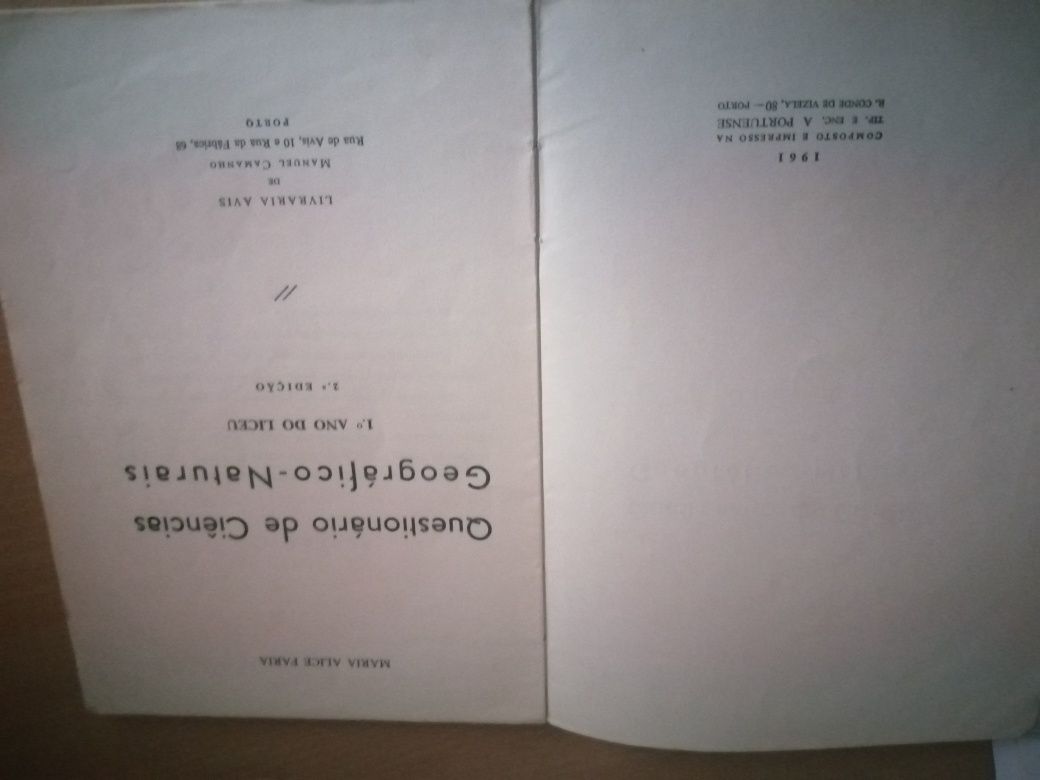 1961
COMPOSTO E IMPRESSO NA
TIP. E ENC. A PORTUENSE
R. CONDE DE VIZELA, 80 — PORTO
MARIA ALICE FARIA
Questionário de Ciências
Geográfico-Naturais
1.º ANO DO LICEU
2.ª EDIÇÃO
LIVRARIA AVIS
DE
MANUEL CAMANHO
Rua de Avis, 10 e Rua da Fábrica, 68
PORTO